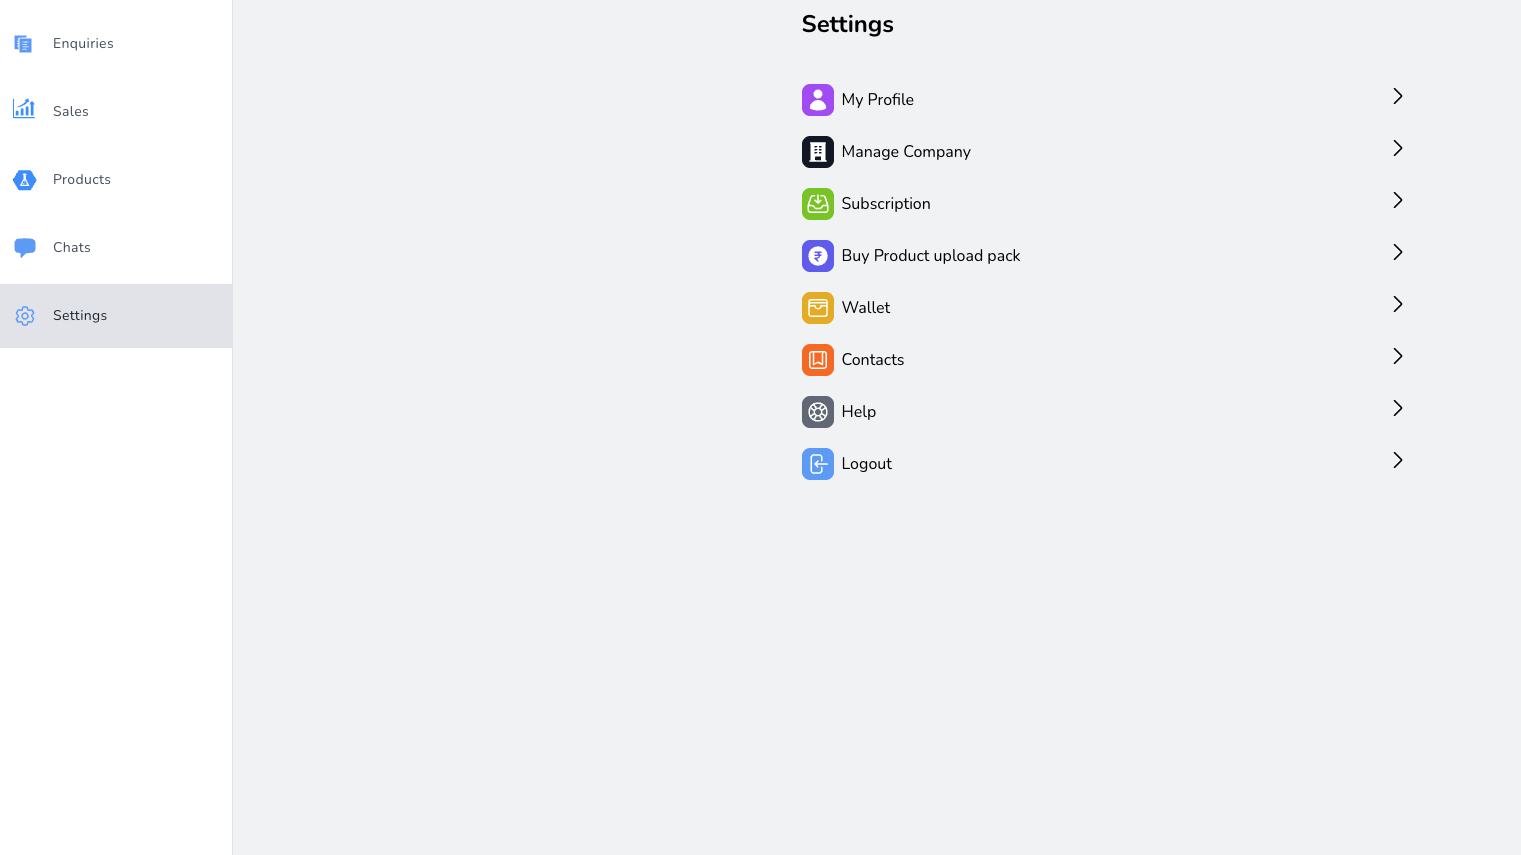 Enquiries
Sales
Products
Chats
Settings
Settings
My Profile
Manage Company
Subscription
Buy Product upload pack
Wallet
Contacts
Help
Logout